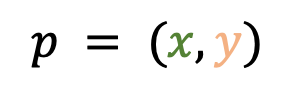 p = (x, y)